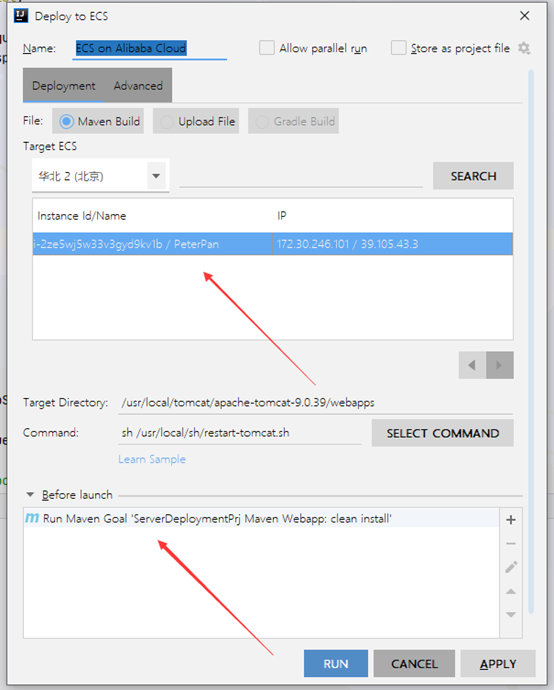 Deploy to ECS
Name: ECS on Alibaba Cloud Allow parallel run Store as project file
Deployment Advanced
File: Maven Build Upload File Gradle Build
Target ECS
华北 2 (北京) SEARCH
Instance Id/Name IP
i-2ze5wj5w33v3gyd9kv1b / PeterPan 172.30.246.101 / 39.105.43.3
Target Directory: /usr/local/tomcat/apache-tomcat-9.0.39/webapps
Command: sh /usr/local/sh/restart-tomcat.sh SELECT COMMAND
Learn Sample
Before launch
m Run Maven Goal 'ServerDeploymentPrj Maven Webapp: clean install'
RUN CANCEL APPLY